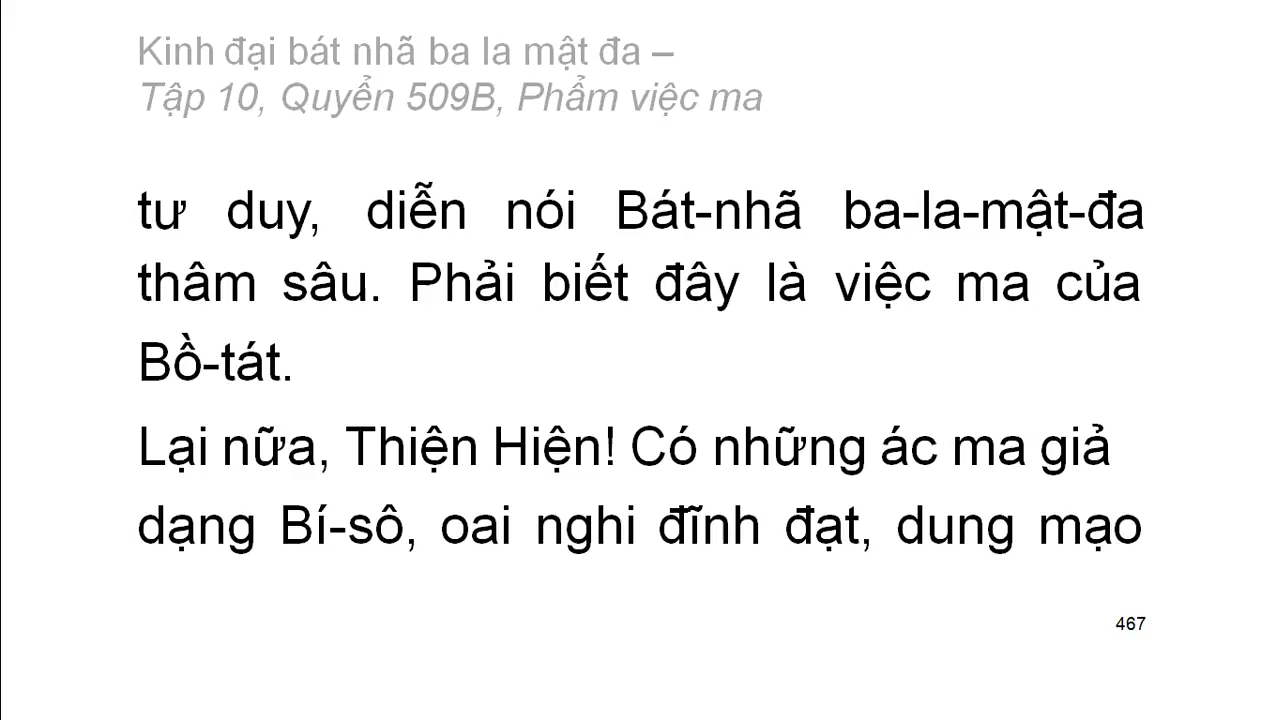 Kinh đại bát nhã ba la mật đa –
Tập 10, Quyển 509B, Phẩm việc ma
tư duy, diễn nói Bát-nhã ba-la-mật-đa
thâm sâu. Phải biết đây là việc ma của
Bồ-tát.
Lại nữa, Thiện Hiện! Có những ác ma giả
dạng Bí-sô, oai nghi đĩnh đạt, dung mạo
467